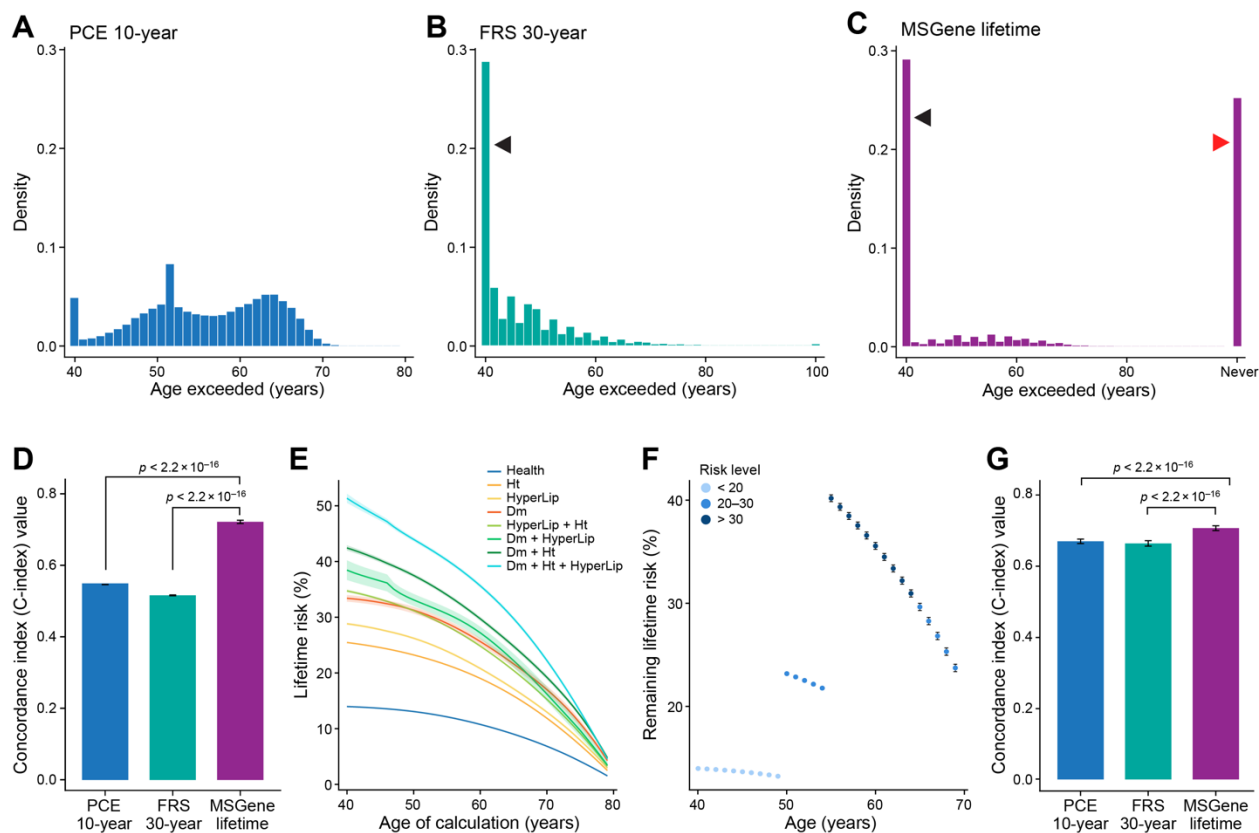 A
PCE 10-year
Density
0.3
0.2
0.1
0.0
40
50
60
70
80
Age exceeded (years)
B
FRS 30-year
Density
0.3
0.2
0.1
0.0
40
60
80
100
Age exceeded (years)
C
MSGene lifetime
Density
0.3
0.2
0.1
0.0
40
60
80
Never
Age exceeded (years)
D
Concordance index (C-index) value
0.8
0.6
0.4
0.2
0.0
p < 2.2 × 10⁻¹⁶
p < 2.2 × 10⁻¹⁶
PCE
10-year
FRS
30-year
MSGene
lifetime
E
Lifetime risk (%)
50
40
30
20
10
0
Health
Ht
HyperLip
Dm
HyperLip + Ht
Dm + HyperLip
Dm + Ht
Dm + Ht + HyperLip
40
50
60
70
80
Age of calculation (years)
F
Remaining lifetime risk (%)
Risk level
< 20
20–30
> 30
40
30
20
40
50
60
70
Age (years)
G
Concordance index (C-index) value
0.8
0.6
0.4
0.2
0.0
p < 2.2 × 10⁻¹⁶
p < 2.2 × 10⁻¹⁶
PCE
10-year
FRS
30-year
MSGene
lifetime